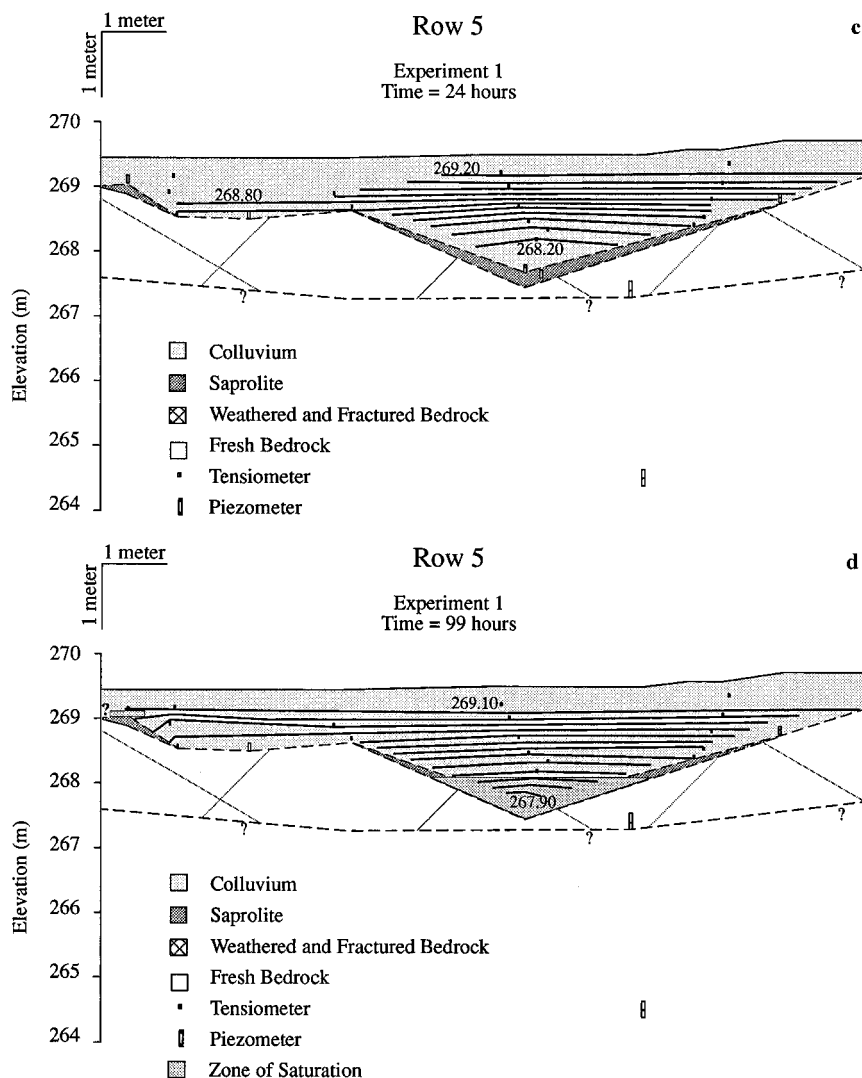 1 meter
Row 5
c
1 meter
Experiment 1
Time = 24 hours
270
269.20
269
268.80
268
268.20
?
?
?
267
Elevation (m)
Colluvium
266
Saprolite
Weathered and Fractured Bedrock
265
Fresh Bedrock
Tensiometer
264
Piezometer
1 meter
Row 5
d
1 meter
Experiment 1
Time = 99 hours
270
?
269.10
269
268
267.90
?
?
?
267
Elevation (m)
Colluvium
266
Saprolite
Weathered and Fractured Bedrock
265
Fresh Bedrock
Tensiometer
264
Piezometer
Zone of Saturation